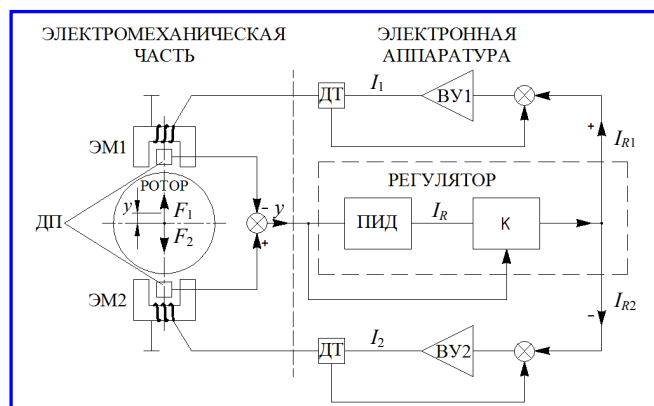 ЭЛЕКТРОМЕХАНИЧЕСКАЯ
ЧАСТЬ
ЭЛЕКТРОННАЯ
АППАРАТУРА
ДТ
I1
ВУ1
ЭМ1
+
IR1
РОТОР
РЕГУЛЯТОР
y
F1
–
y
ПИД
IR
К
ДП
F2
+
ЭМ2
–
IR2
ДТ
I2
ВУ2